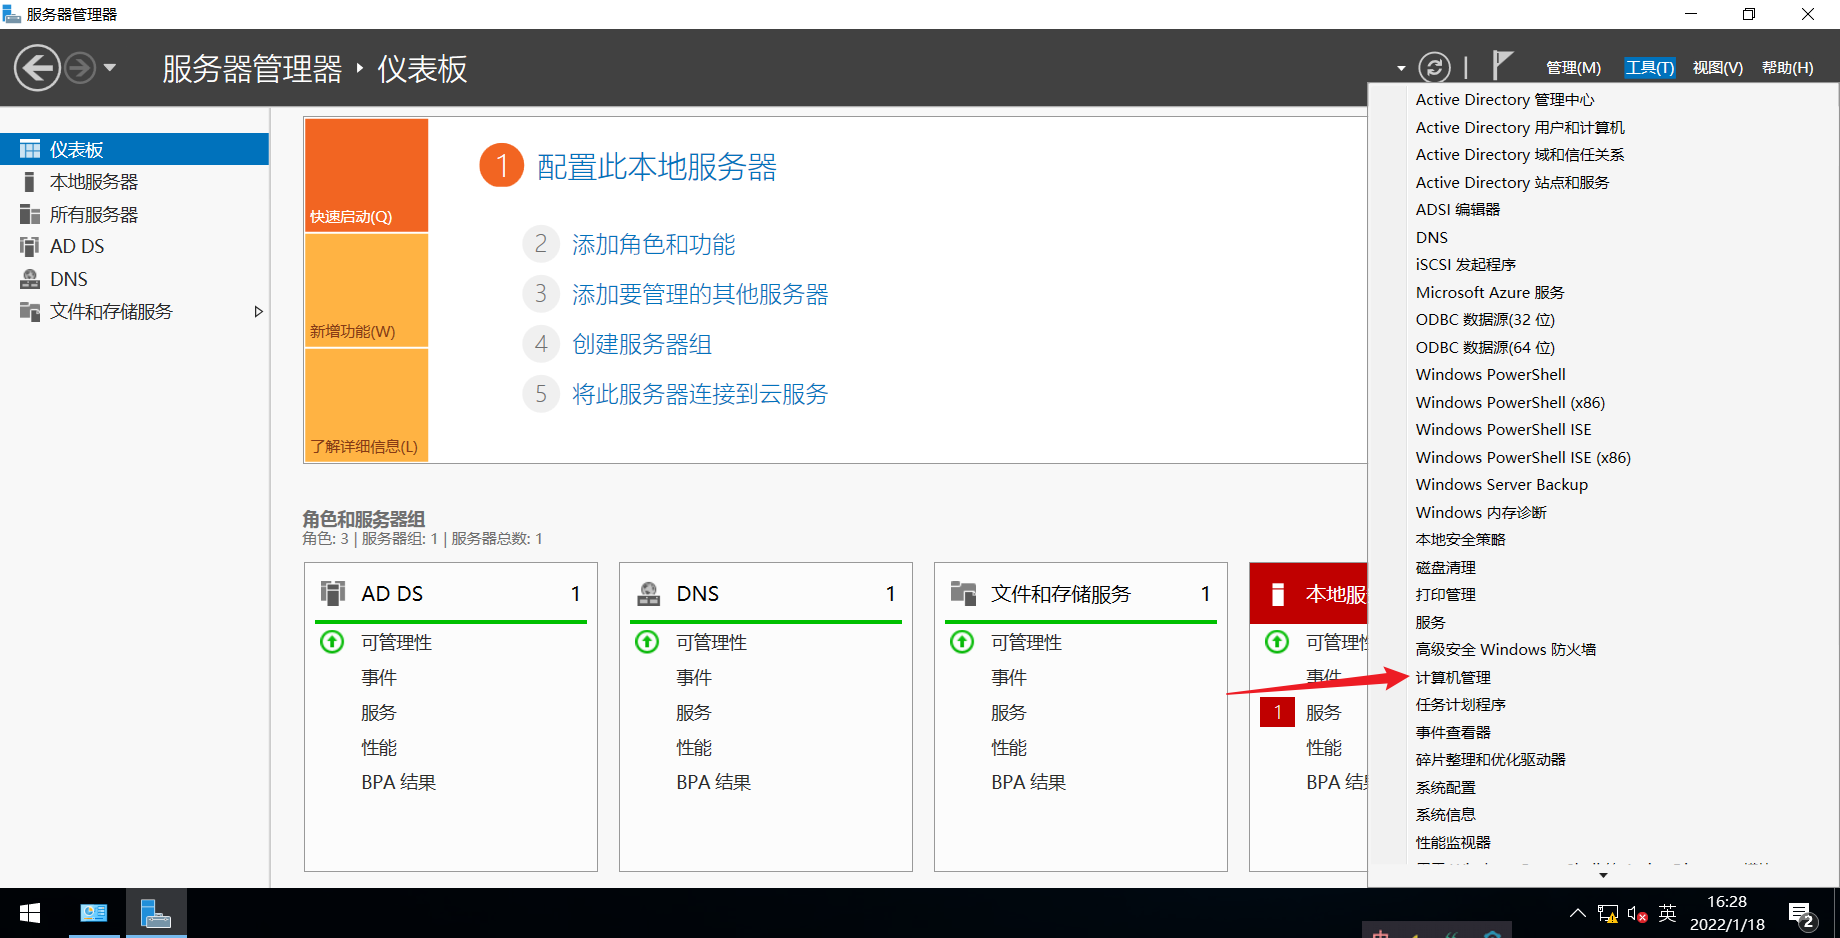 服务器管理器
服务器管理器 ‣ 仪表板
管理(M) 工具(T) 视图(V) 帮助(H)
仪表板
本地服务器
所有服务器
AD DS
DNS
文件和存储服务
快速启动(Q)
新增功能(W)
了解详细信息(L)
1 配置此本地服务器
2 添加角色和功能
3 添加要管理的其他服务器
4 创建服务器组
5 将此服务器连接到云服务
角色和服务器组
角色: 3 | 服务器组: 1 | 服务器总数: 1
AD DS 1
可管理性
事件
服务
性能
BPA 结果
DNS 1
可管理性
事件
服务
性能
BPA 结果
文件和存储服务 1
可管理性
事件
服务
性能
BPA 结果
本地服
可管理性
事件
1 服务
性能
BPA 结
Active Directory 管理中心
Active Directory 用户和计算机
Active Directory 域和信任关系
Active Directory 站点和服务
ADSI 编辑器
DNS
iSCSI 发起程序
Microsoft Azure 服务
ODBC 数据源(32 位)
ODBC 数据源(64 位)
Windows PowerShell
Windows PowerShell (x86)
Windows PowerShell ISE
Windows PowerShell ISE (x86)
Windows Server Backup
Windows 内存诊断
本地安全策略
磁盘清理
打印管理
服务
高级安全 Windows 防火墙
计算机管理
任务计划程序
事件查看器
碎片整理和优化驱动器
系统配置
系统信息
性能监视器
英
16:28
2022/1/18
2